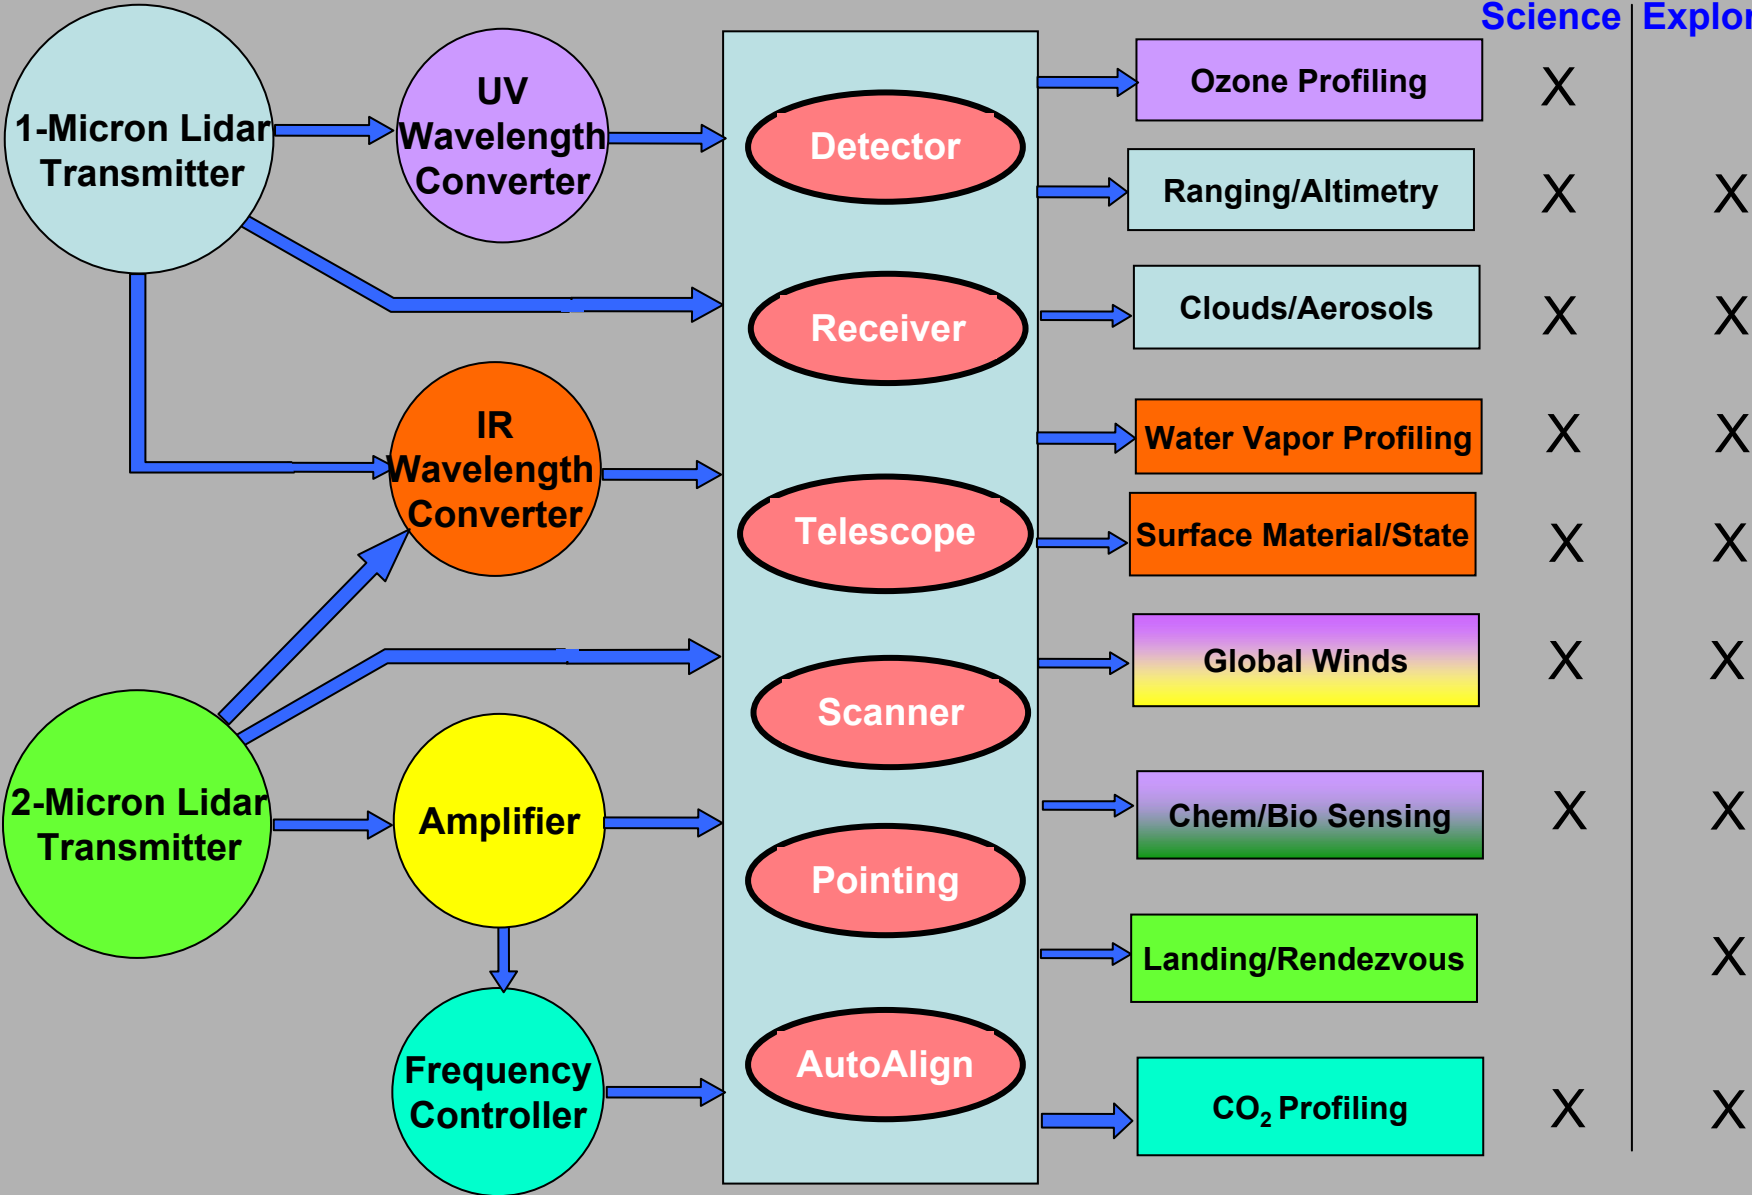 Science
Explor
1-Micron Lidar
Transmitter
UV
Wavelength
Converter
IR
Wavelength
Converter
2-Micron Lidar
Transmitter
Amplifier
Frequency
Controller
Detector
Receiver
Telescope
Scanner
Pointing
AutoAlign
Ozone Profiling X
Ranging/Altimetry X X
Clouds/Aerosols X X
Water Vapor Profiling X X
Surface Material/State X X
Global Winds X X
Chem/Bio Sensing X X
Landing/Rendezvous X
CO₂ Profiling X X